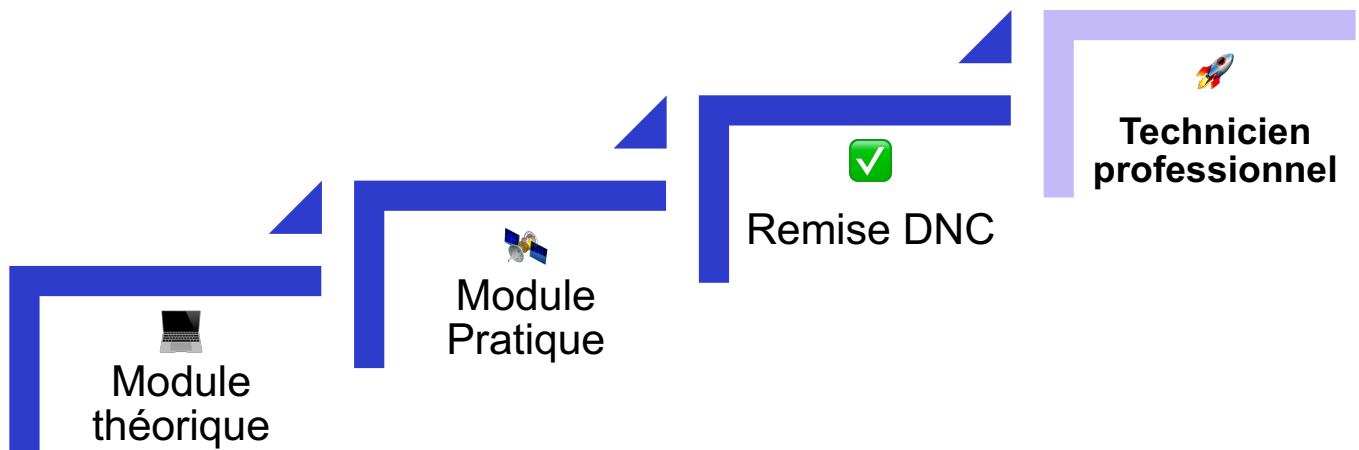 Module
théorique
Module
Pratique
Remise DNC
Technicien
professionnel